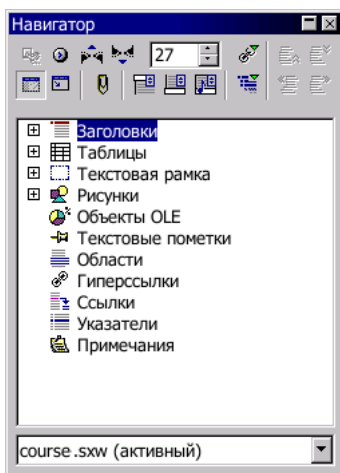 Навигатор
27
Заголовки
Таблицы
Текстовая рамка
Рисунки
Объекты OLE
Текстовые пометки
Области
Гиперссылки
Ссылки
Указатели
Примечания
course.sxw (активный)